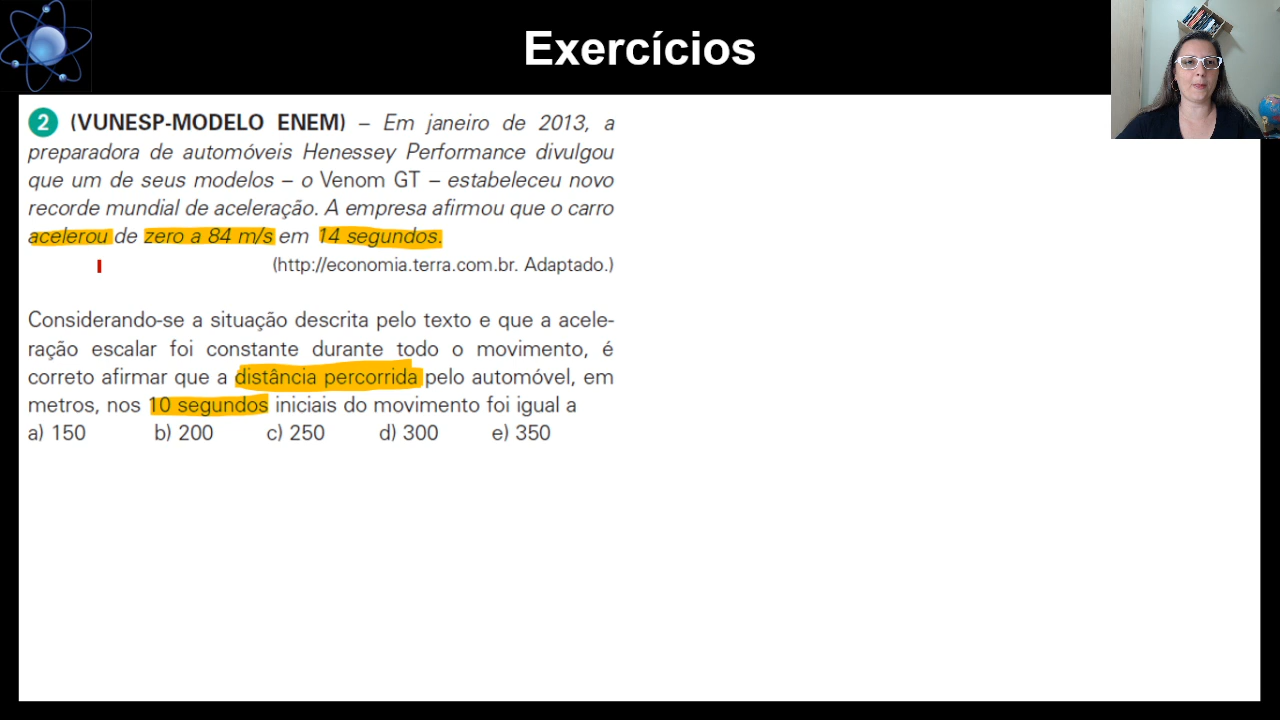 Exercícios
2 (VUNESP-MODELO ENEM) – Em janeiro de 2013, a
preparadora de automóveis Henessey Performance divulgou
que um de seus modelos – o Venom GT – estabeleceu novo
recorde mundial de aceleração. A empresa afirmou que o carro
acelerou de zero a 84 m/s em 14 segundos.
(http://economia.terra.com.br. Adaptado.)
Considerando-se a situação descrita pelo texto e que a acele-
ração escalar foi constante durante todo o movimento, é
correto afirmar que a distância percorrida pelo automóvel, em
metros, nos 10 segundos iniciais do movimento foi igual a
a) 150 b) 200 c) 250 d) 300 e) 350